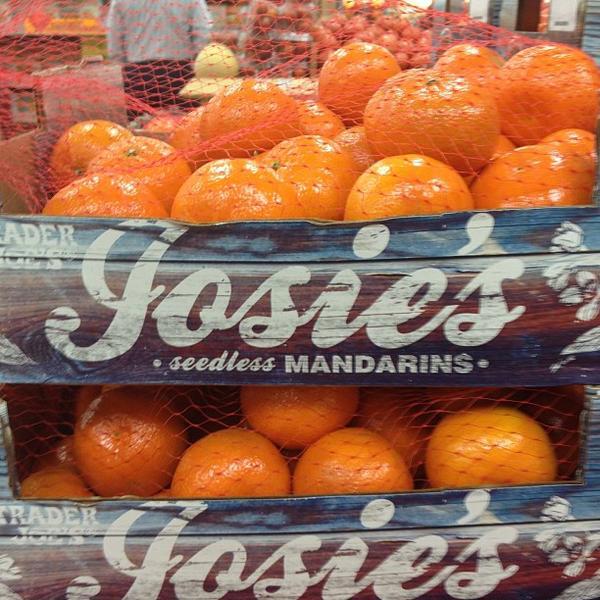 TRADER
JOE'S
Josie's
• seedless MANDARINS •
TRADER
JOE'S
Josie's